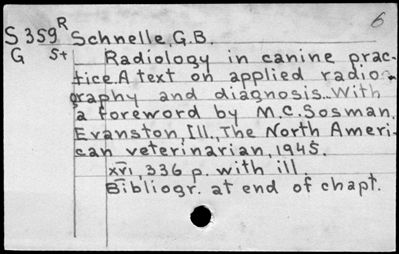 6
S 359 R Schnelle, G.B.
G St Radiology in canine prac-
tice. A text on applied radio-
graphy and diagnosis... With
a foreword by M.C. Sosman.
Evanston, Ill., The North Ameri-
can veterinarian, 1945.
xvi, 336 p. with ill.
Bibliogr. at end of chapt.